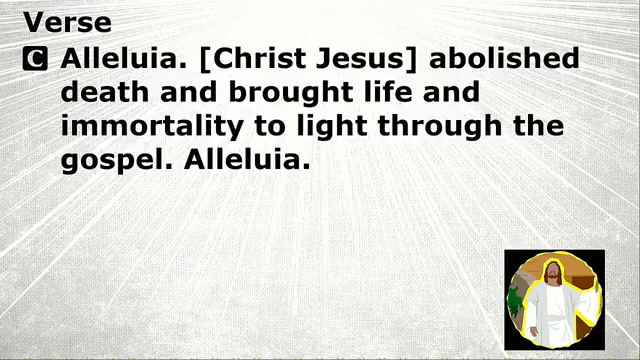 Verse
C Alleluia. [Christ Jesus] abolished
death and brought life and
immortality to light through the
gospel. Alleluia.